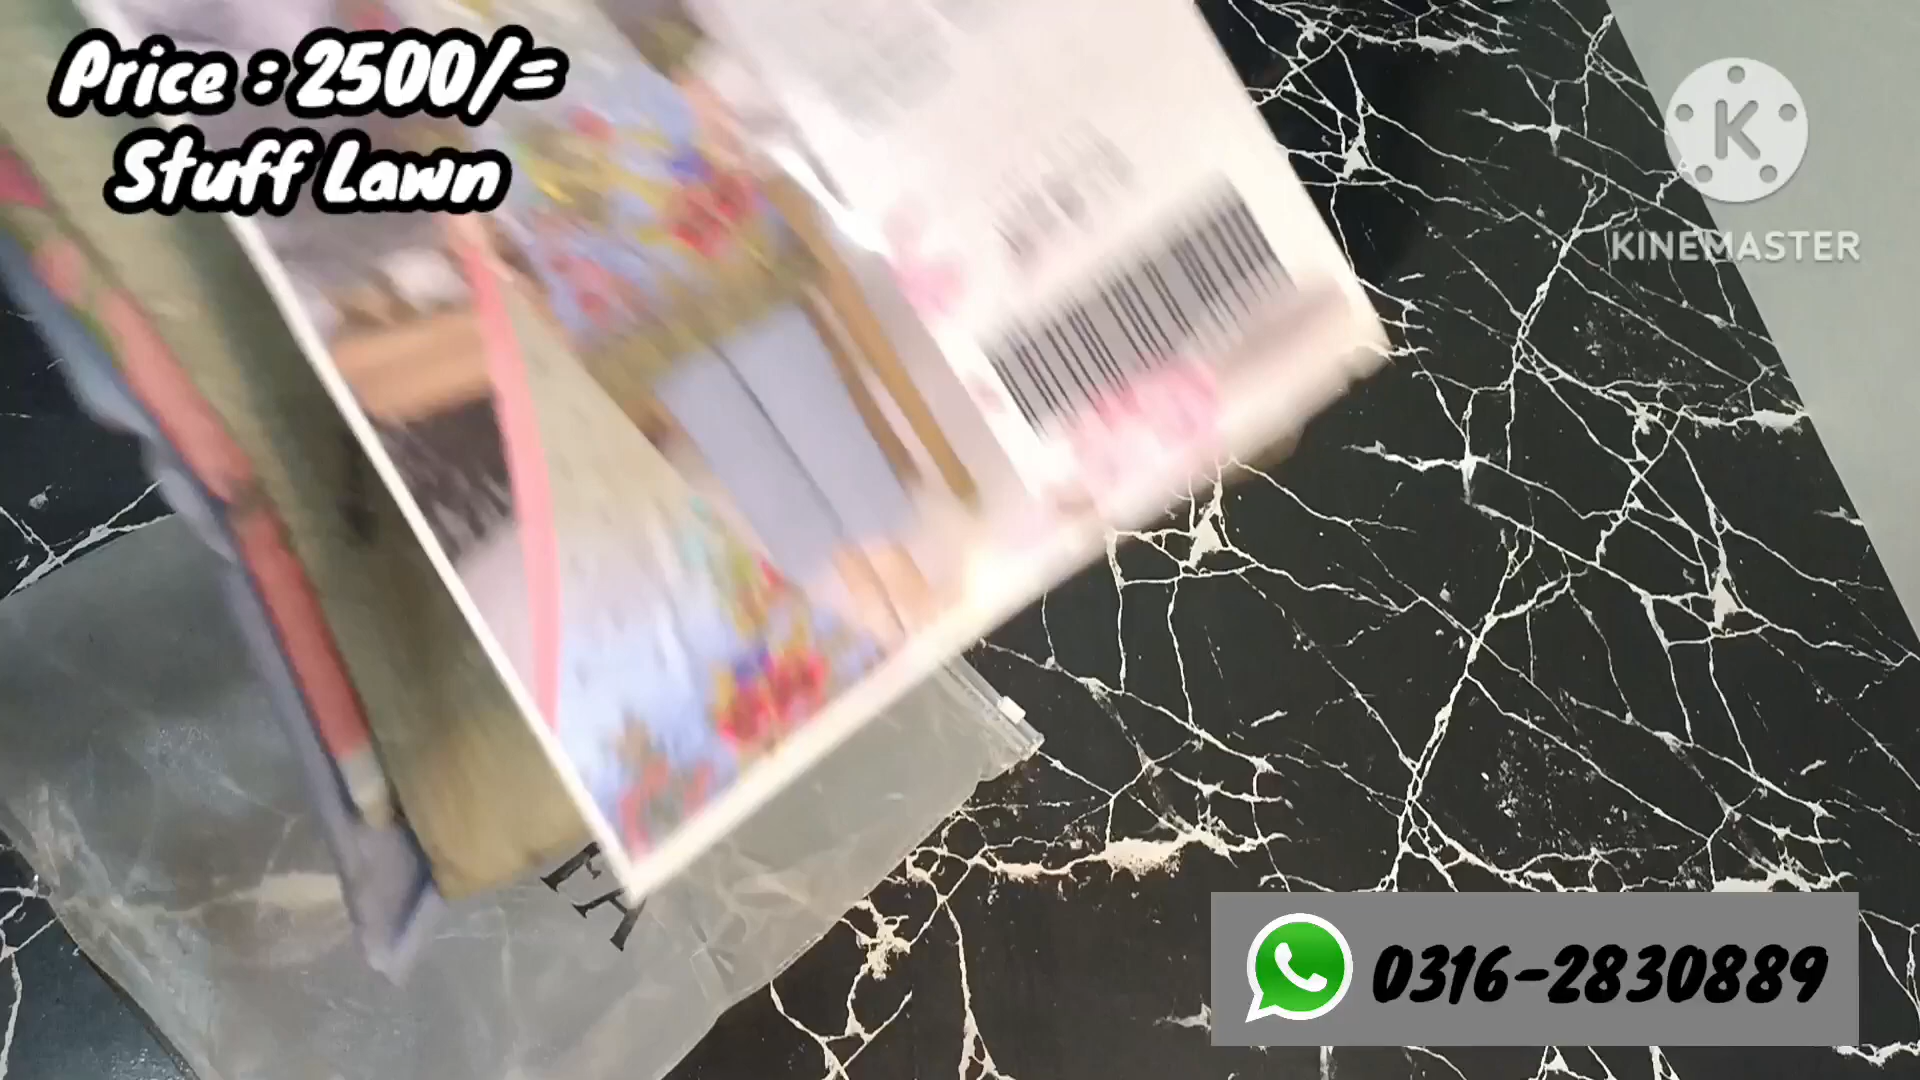 Price : 2500/=
Stuff Lawn
K
KINEMASTER
0316-2830889